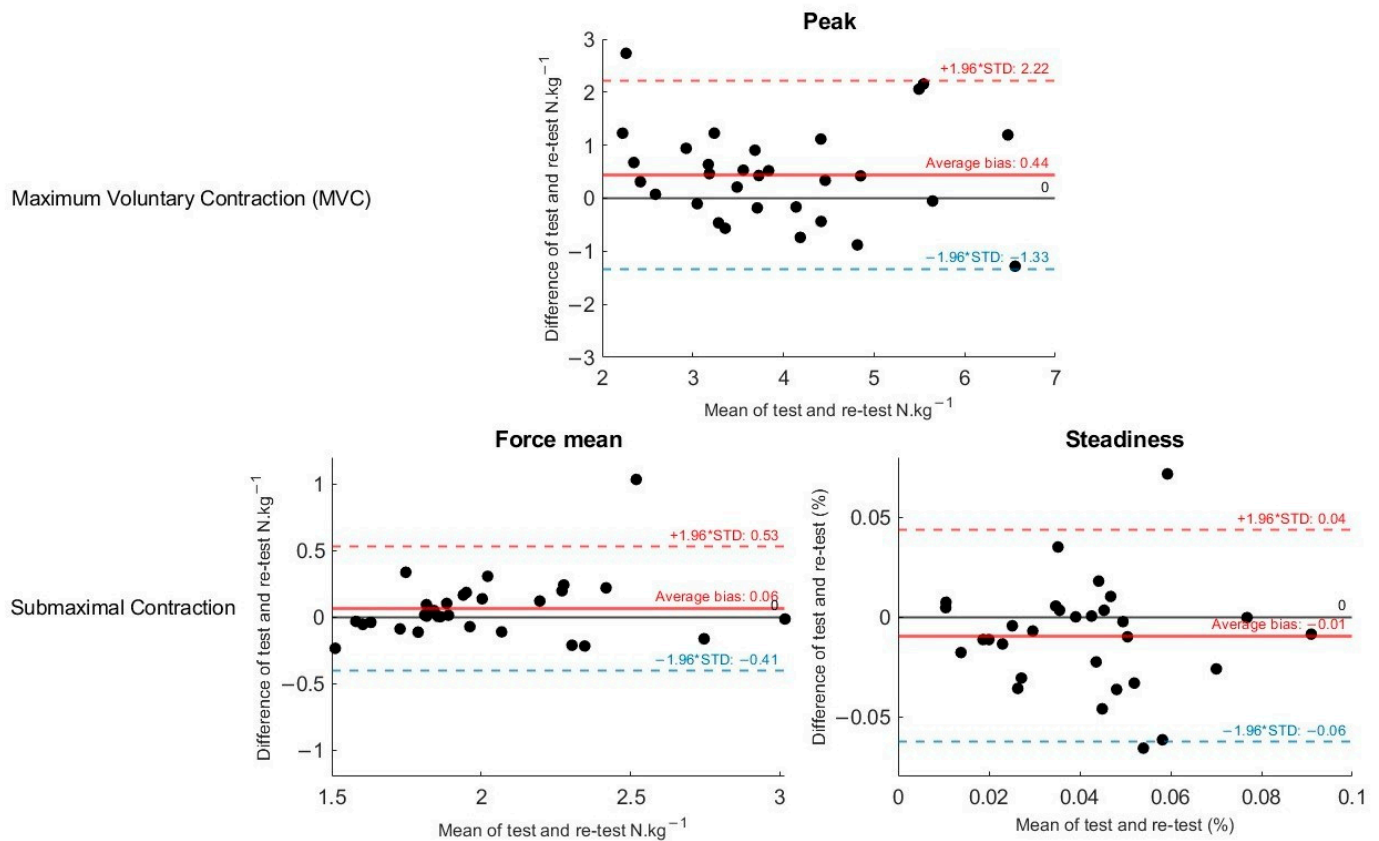 Peak
3
2
1
0
−1
−2
−3
Difference of test and re-test N.kg−1
+1.96*STD: 2.22
Average bias: 0.44
0
−1.96*STD: −1.33
2 3 4 5 6 7
Mean of test and re-test N.kg−1
Maximum Voluntary Contraction (MVC)
Submaximal Contraction
Force mean
1
0.5
0
−0.5
−1
Difference of test and re-test N.kg−1
+1.96*STD: 0.53
Average bias: 0.06
0
−1.96*STD: −0.41
1.5 2 2.5 3
Mean of test and re-test N.kg−1
Steadiness
0.05
−0.05
Difference of test and re-test (%)
+1.96*STD: 0.04
0
Average bias: −0.01
−1.96*STD: −0.06
0 0.02 0.04 0.06 0.08 0.1
Mean of test and re-test (%)